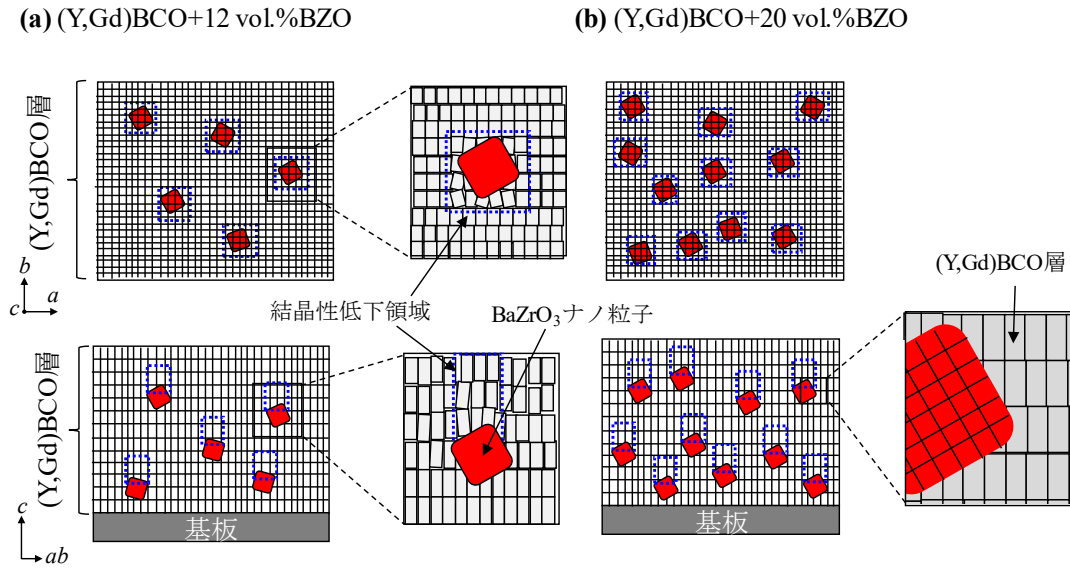 (a) (Y,Gd)BCO+12 vol.%BZO
(b) (Y,Gd)BCO+20 vol.%BZO
(Y,Gd)BCO層
b
c
a
結晶性低下領域
BaZrO₃ナノ粒子
(Y,Gd)BCO層
(Y,Gd)BCO層
基板
基板
c
ab